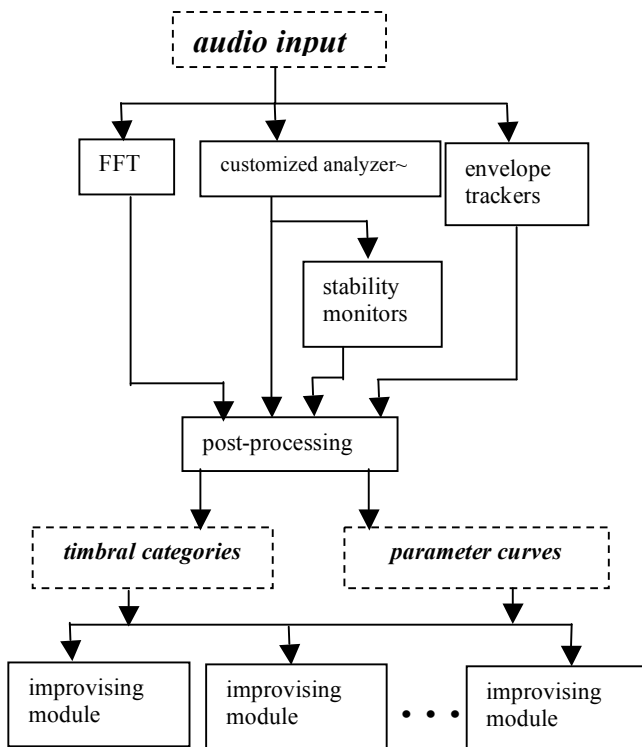 audio input
FFT
customized analyzer~
envelope
trackers
stability
monitors
post-processing
timbral categories
parameter curves
improvising
module
improvising
module
• • •
improvising
module